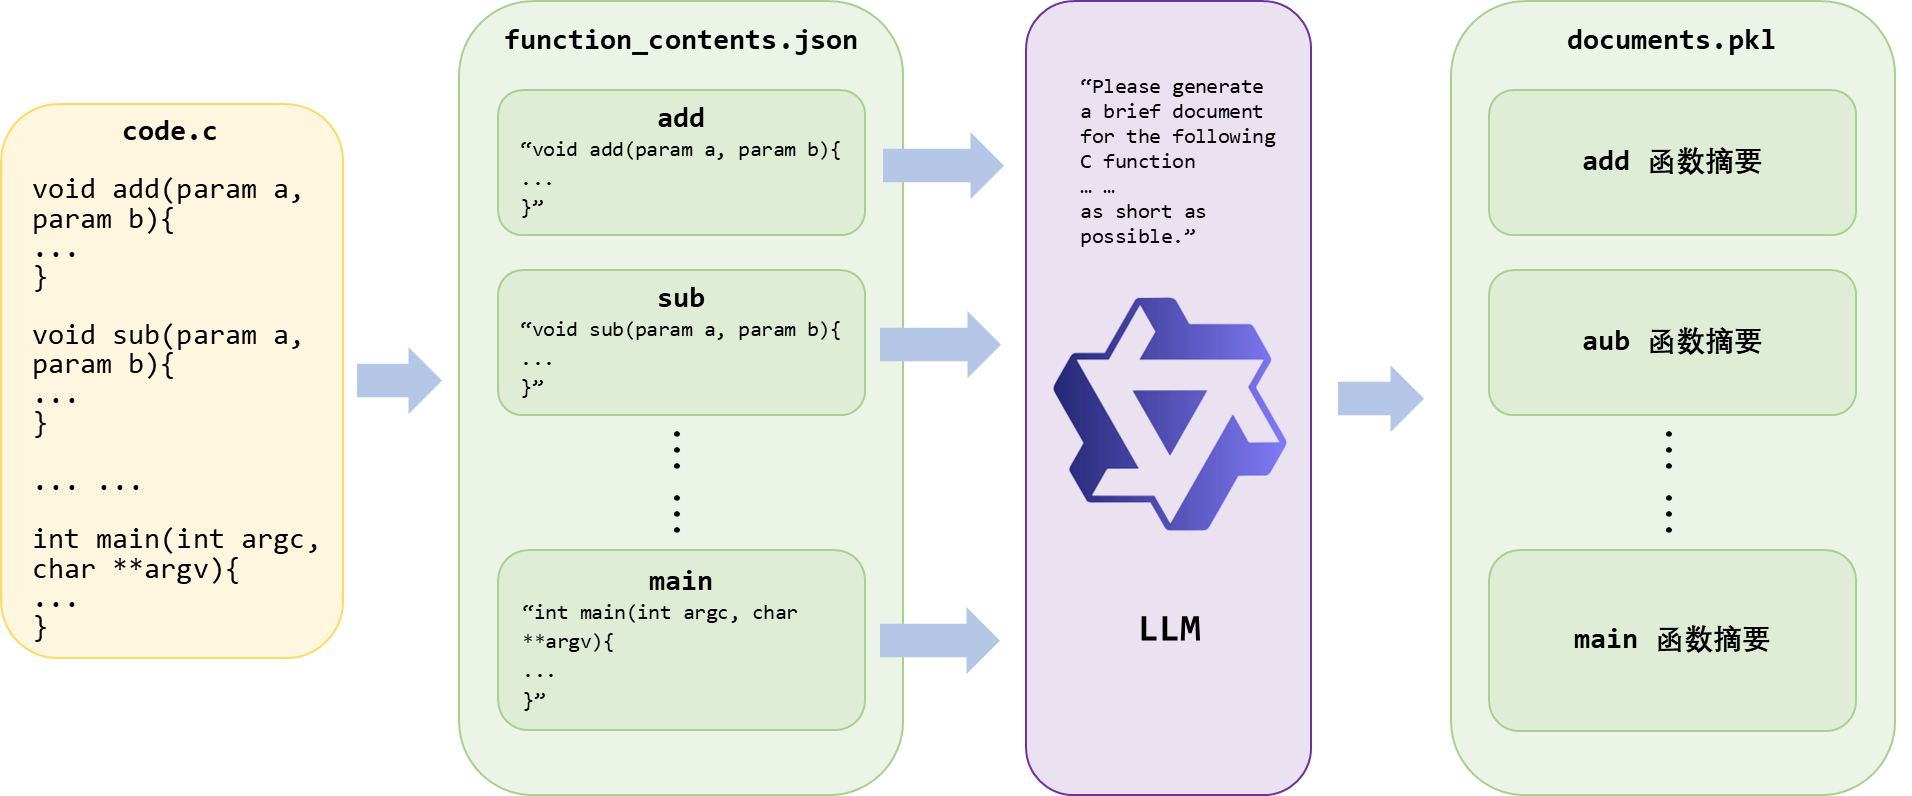 code.c
void add(param a,
param b){
...
}
void sub(param a,
param b){
...
}
... ...
int main(int argc,
char **argv){
...
}
function_contents.json
add
“void add(param a, param b){
...
}”
sub
“void sub(param a, param b){
...
}”
main
“int main(int argc, char
**argv){
...
}”
“Please generate
a brief document
for the following
C function
… …
as short as
possible.”
LLM
documents.pkl
add 函数摘要
aub 函数摘要
main 函数摘要